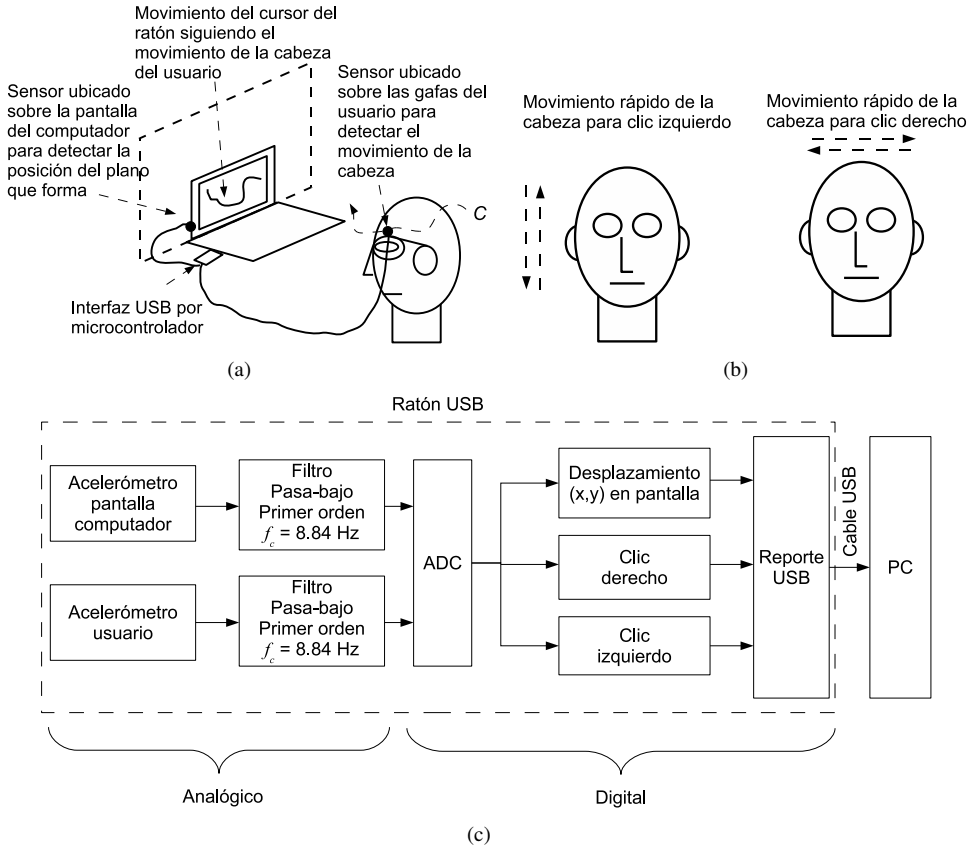 Movimiento del cursor del
ratón siguiendo el
movimiento de la cabeza
del usuario
Sensor ubicado
sobre la pantalla
del computador
para detectar la
posición del plano
que forma
Sensor ubicado
sobre las gafas del
usuario para
detectar el
movimiento de la
cabeza
C
Interfaz USB por
microcontrolador
(a)
Movimiento rápido de la
cabeza para clic izquierdo
Movimiento rápido de la
cabeza para clic derecho
(b)
Ratón USB
Acelerómetro
pantalla
computador
Filtro
Pasa-bajo
Primer orden
f_c = 8.84 Hz
Acelerómetro
usuario
Filtro
Pasa-bajo
Primer orden
f_c = 8.84 Hz
ADC
Desplazamiento
(x,y) en pantalla
Clic
derecho
Clic
izquierdo
Reporte
USB
Cable USB
PC
Analógico
Digital
(c)